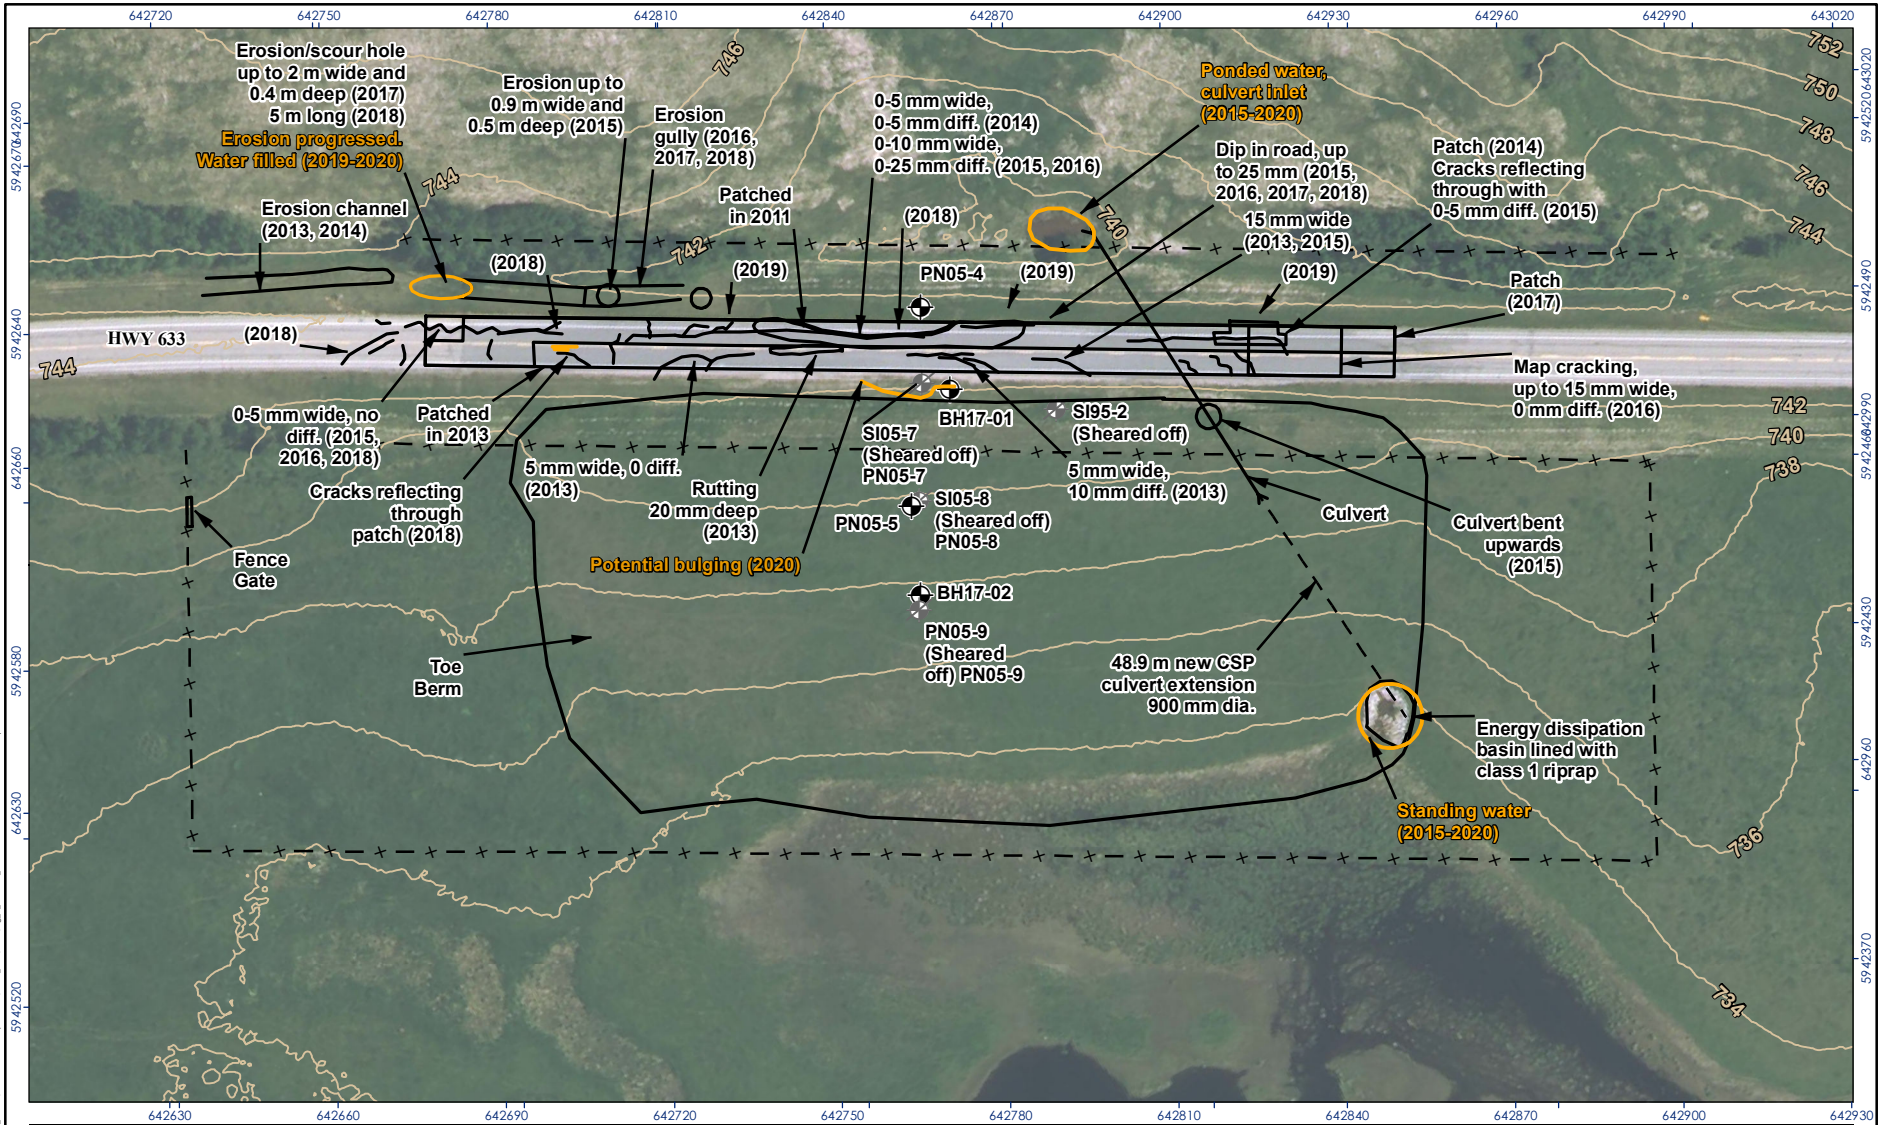 642720
642750
642780
642810
642840
642870
642900
642930
642960
642990
643020
Erosion/scour hole
up to 2 m wide and
0.4 m deep (2017)
5 m long (2018)
Erosion progressed.
Water filled (2019-2020)
Erosion up to
0.9 m wide and
0.5 m deep (2015)
Erosion
gully (2016,
2017, 2018)
746
0-5 mm wide,
0-5 mm diff. (2014)
0-10 mm wide,
0-25 mm diff. (2015, 2016)
Ponded water,
culvert inlet
(2015-2020)
Dip in road, up
to 25 mm (2015,
2016, 2017, 2018)
15 mm wide
(2013, 2015)
(2019)
Patch (2014)
Cracks reflecting
through with
0-5 mm diff. (2015)
752
750
748
746
744
Erosion channel
(2013, 2014)
744
(2018)
742
Patched
in 2011
(2019)
(2018)
PN05-4
(2019)
740
Patch
(2017)
HWY 633
(2018)
744
Map cracking,
up to 15 mm wide,
0 mm diff. (2016)
742
740
738
0-5 mm wide, no
diff. (2015,
2016, 2018)
Patched
in 2013
BH17-01
SI95-2
(Sheared off)
SI05-7
(Sheared off)
PN05-7
5 mm wide, 0 diff.
(2013)
5 mm wide,
10 mm diff. (2013)
Cracks reflecting
through
patch (2018)
Rutting
20 mm deep
(2013)
PN05-5
SI05-8
(Sheared off)
PN05-8
Culvert
Culvert bent
upwards
(2015)
Fence
Gate
Potential bulging (2020)
BH17-02
PN05-9
(Sheared
off) PN05-9
Toe
Berm
48.9 m new CSP
culvert extension
900 mm dia.
Energy dissipation
basin lined with
class 1 riprap
Standing water
(2015-2020)
736
734
642690
5942670
5942640
642660
5942580
642630
5942520
643020
5942520
5942490
642990
5942460
5942430
642960
5942370
642630
642660
642690
642720
642750
642780
642810
642840
642870
642900
642930